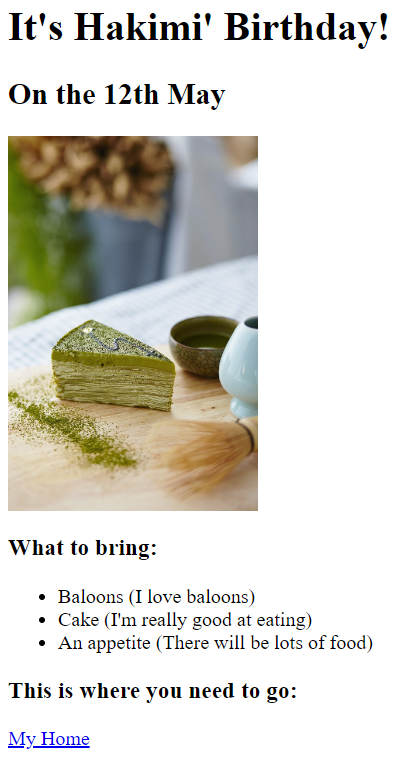 It's Hakimi' Birthday!
On the 12th May
What to bring:
Baloons (I love baloons)
Cake (I'm really good at eating)
An appetite (There will be lots of food)
This is where you need to go:
My Home